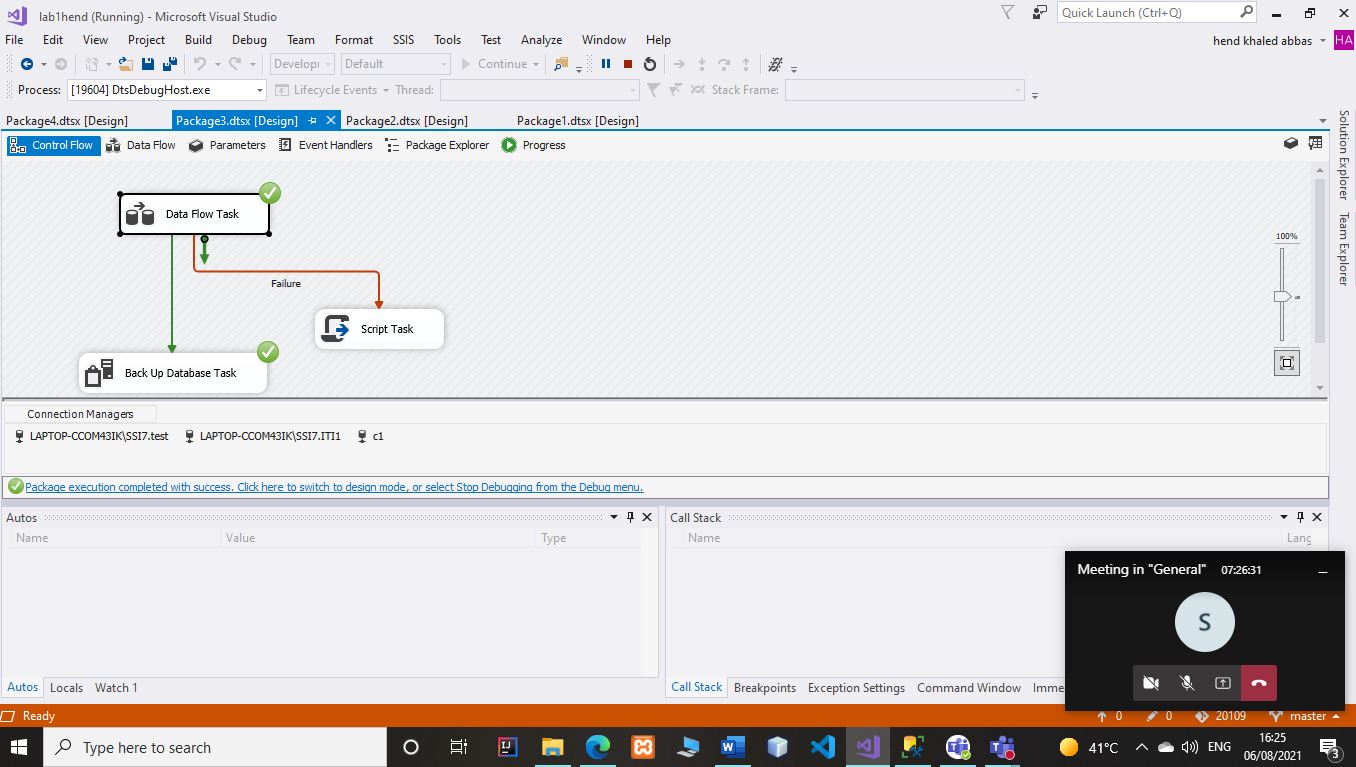 lab1hend (Running) - Microsoft Visual Studio
Quick Launch (Ctrl+Q)
File Edit View Project Build Debug Team Format SSIS Tools Test Analyze Window Help
hend khaled abbas HA
Developi Default Continue
Process: [19604] DtsDebugHost.exe Lifecycle Events Thread: Stack Frame:
Package4.dtsx [Design] Package3.dtsx [Design] Package2.dtsx [Design] Package1.dtsx [Design]
Control Flow Data Flow Parameters Event Handlers Package Explorer Progress
Solution Explorer
Team Explorer
Data Flow Task
100%
Failure
Script Task
Back Up Database Task
Connection Managers
LAPTOP-CCOM43IK\SSI7.test LAPTOP-CCOM43IK\SSI7.ITI1 c1
Package execution completed with success. Click here to switch to design mode, or select Stop Debugging from the Debug menu.
Autos
Name Value Type
Call Stack
Name Lang
Meeting in "General" 07:26:31
S
Autos Locals Watch 1
Call Stack Breakpoints Exception Settings Command Window Imme
Ready
0 0 20109 master
Type here to search
IJ
W
41°C
ENG
16:25
06/08/2021
3